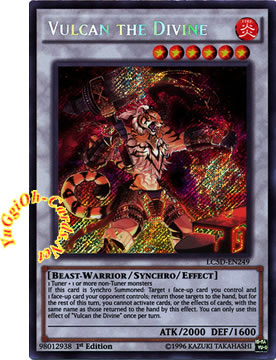 VULCAN THE DIVINE
炎
YuGgiOh-Cards.Net
LC5D-EN249
[BEAST-WARRIOR/SYNCHRO/EFFECT]
1 Tuner + 1 or more non-Tuner monsters
If this card is Synchro Summoned: Target 1 face-up card you control and
1 face-up card your opponent controls; return those targets to the hand, but for
the rest of this turn, you cannot activate cards, or the effects of cards, with the
same name as those returned to the hand by this effect. You can only use this
effect of "Vulcan the Divine" once per turn.
ATK/2000 DEF/1600
98012938 1st Edition ©1996 KAZUKI TAKAHASHI